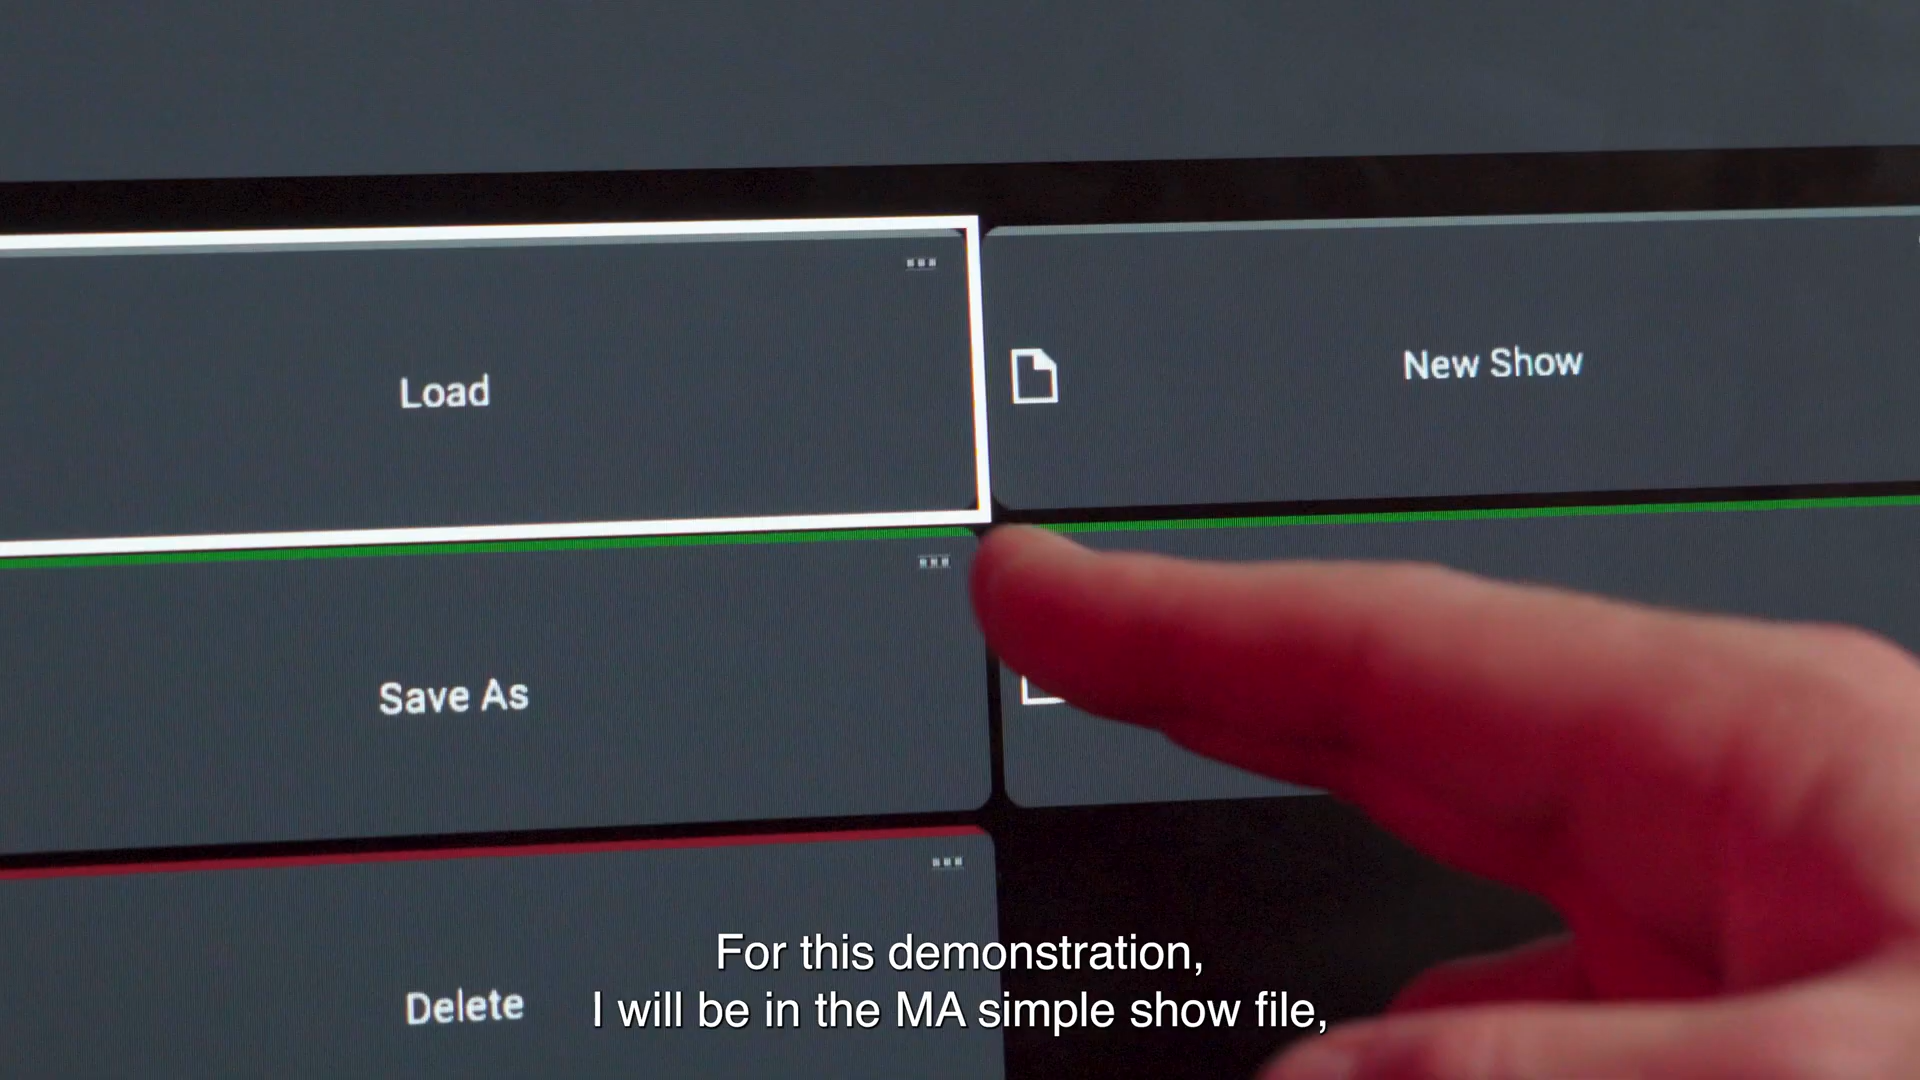 Load
New Show
Save As
Delete
For this demonstration,
I will be in the MA simple show file,